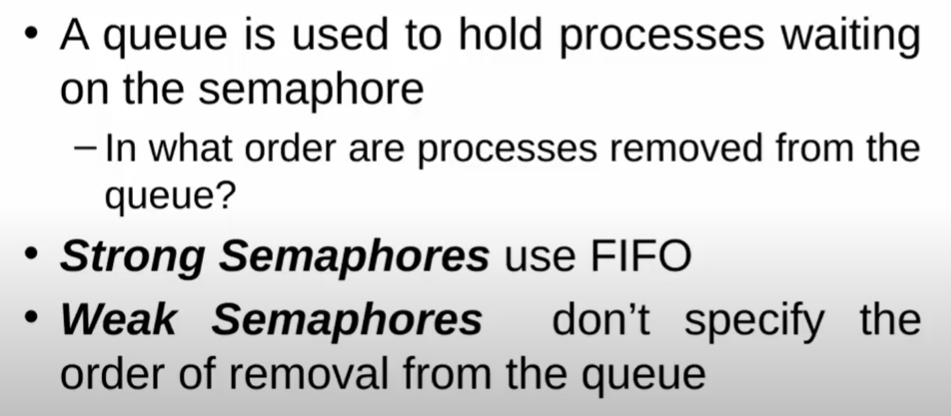 • A queue is used to hold processes waiting
on the semaphore
– In what order are processes removed from the
queue?
• Strong Semaphores use FIFO
• Weak Semaphores don’t specify the
order of removal from the queue